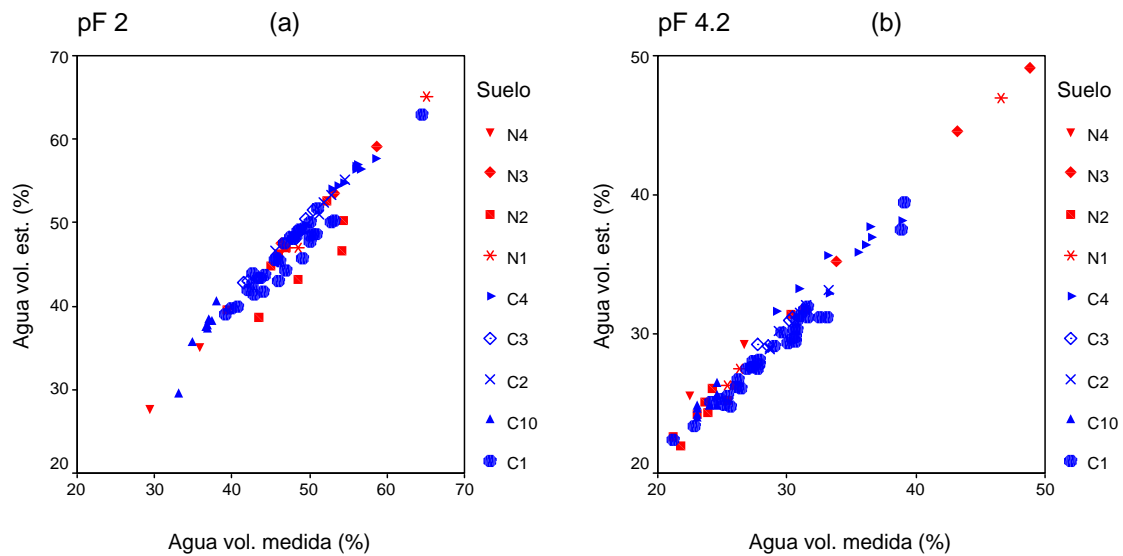 pF 2 (a)
70
60
50
40
30
20
20 30 40 50 60 70
Agua vol. est. (%)
Agua vol. medida (%)
Suelo
N4
N3
N2
N1
C4
C3
C2
C10
C1
pF 4.2 (b)
50
40
30
20
20 30 40 50
Agua vol. est. (%)
Agua vol. medida (%)
Suelo
N4
N3
N2
N1
C4
C3
C2
C10
C1